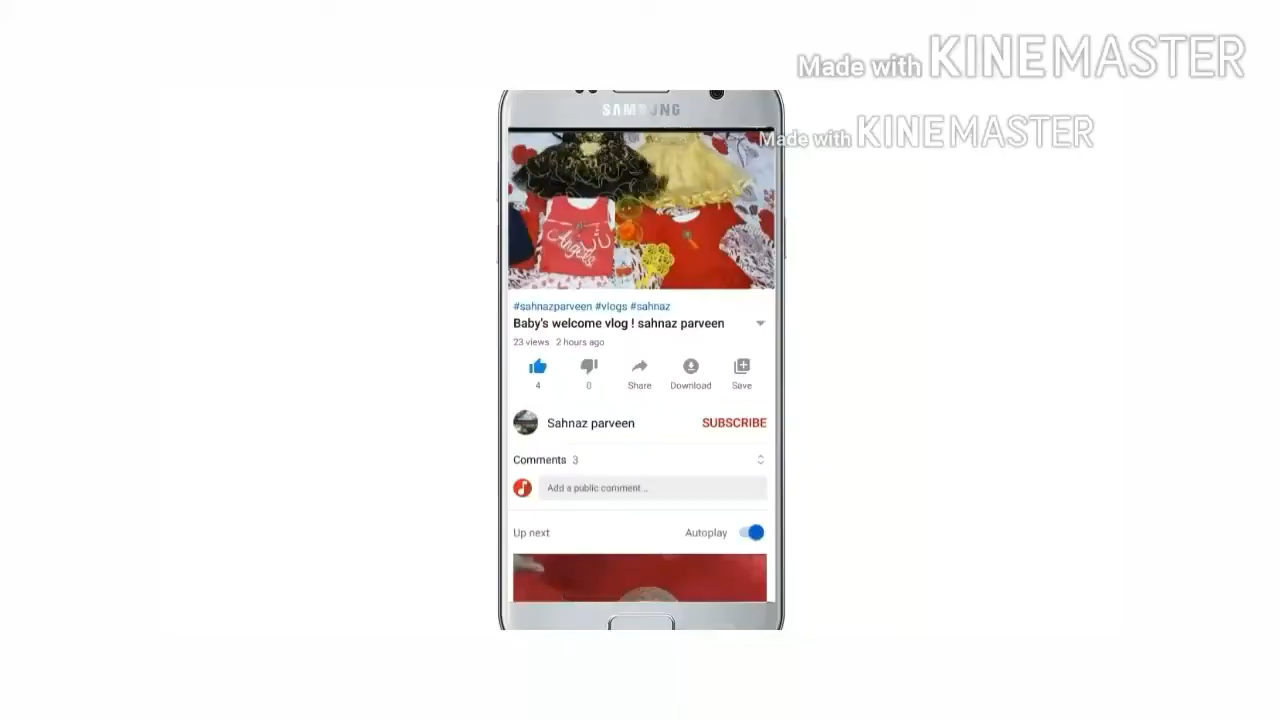 Made with KINEMASTER
SAMSUNG
Made with KINEMASTER
Angels
#sahnazparveen #vlogs #sahnaz
Baby's welcome vlog ! sahnaz parveen
23 views 2 hours ago
4 0 Share Download Save
Sahnaz parveen SUBSCRIBE
Comments 3
Add a public comment...
Up next Autoplay